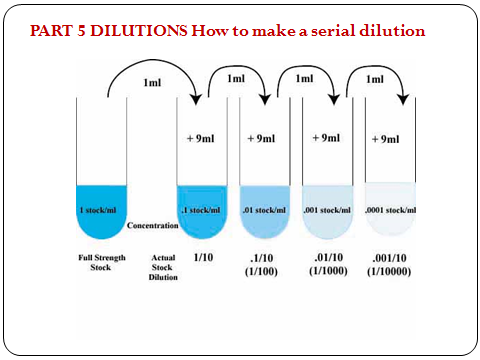 PART 5 DILUTIONS How to make a serial dilution
1ml
1ml
1ml
1ml
+ 9ml
+ 9ml
+ 9ml
+ 9ml
1 stock/ml
.1 stock/ml
.01 stock/ml
.001 stock/ml
.0001 stock/ml
Concentration
Full Strength
Stock
Actual
Stock
Dilution
1/10
.1/10
(1/100)
.01/10
(1/1000)
.001/10
(1/10000)